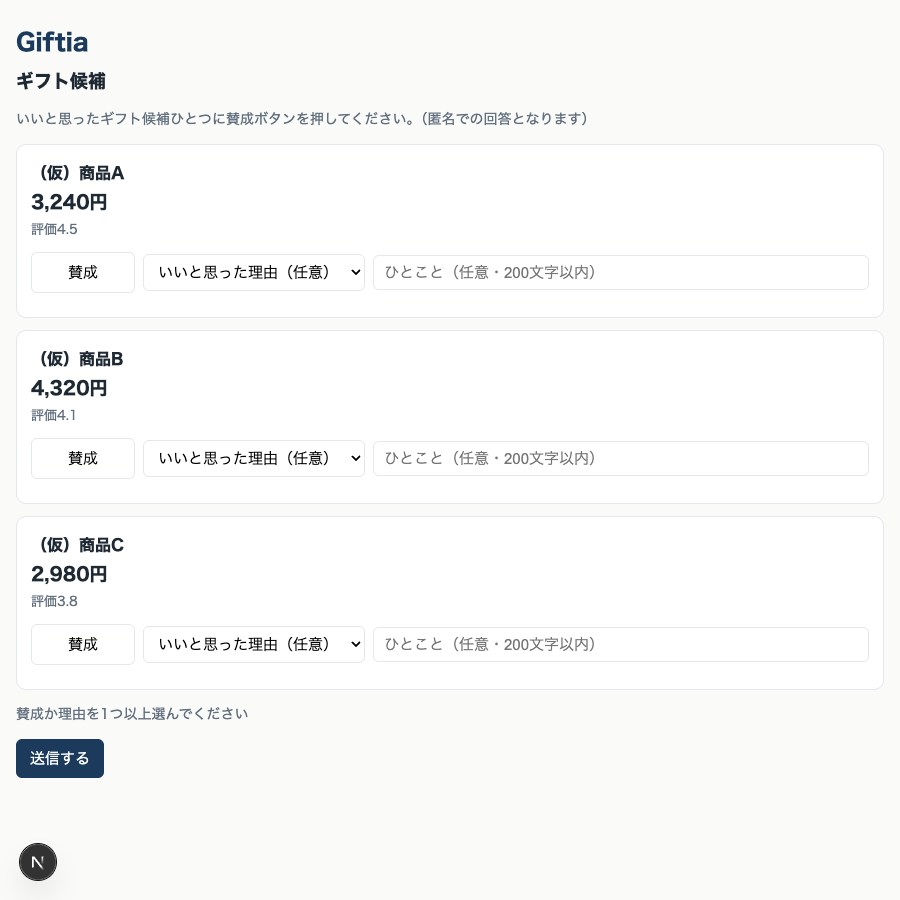 Giftia
ギフト候補
いいと思ったギフト候補ひとつに賛成ボタンを押してください。(匿名での回答となります)
（仮）商品A
3,240円
評価4.5
賛成 いいと思った理由（任意） ひとこと（任意・200文字以内）
（仮）商品B
4,320円
評価4.1
賛成 いいと思った理由（任意） ひとこと（任意・200文字以内）
（仮）商品C
2,980円
評価3.8
賛成 いいと思った理由（任意） ひとこと（任意・200文字以内）
賛成か理由を1つ以上選んでください
送信する
N